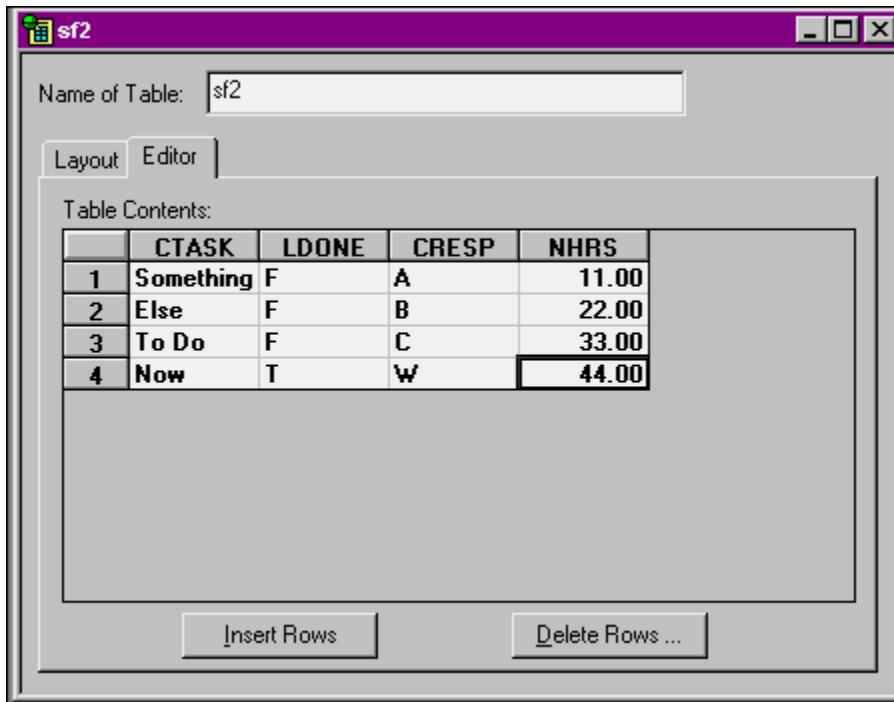 sf2
Name of Table: sf2
Layout Editor
Table Contents:
CTASK LDONE CRESP NHRS
1 Something F A 11.00
2 Else F B 22.00
3 To Do F C 33.00
4 Now T W 44.00
Insert Rows Delete Rows ...